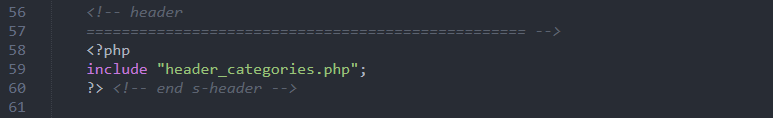 56 <!-- header
57 ================================================== -->
58 <?php
59 include "header_categories.php";
60 ?> <!-- end s-header -->
61